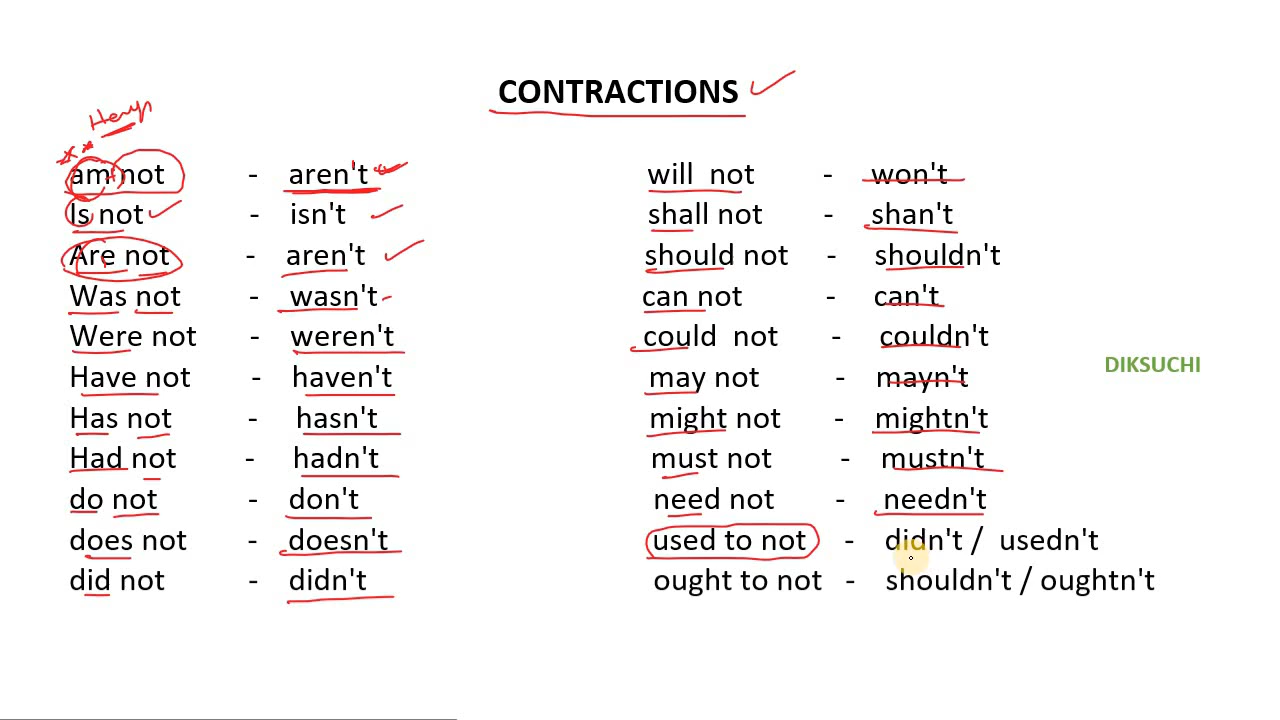 CONTRACTIONS
am not - aren't
Is not - isn't
Are not - aren't
Was not - wasn't
Were not - weren't
Have not - haven't
Has not - hasn't
Had not - hadn't
do not - don't
does not - doesn't
did not - didn't
will not - won't
shall not - shan't
should not - shouldn't
can not - can't
could not - couldn't
may not - mayn't
might not - mightn't
must not - mustn't
need not - needn't
used to not - didn't / usedn't
ought to not - shouldn't / oughtn't
DIKSUCHI